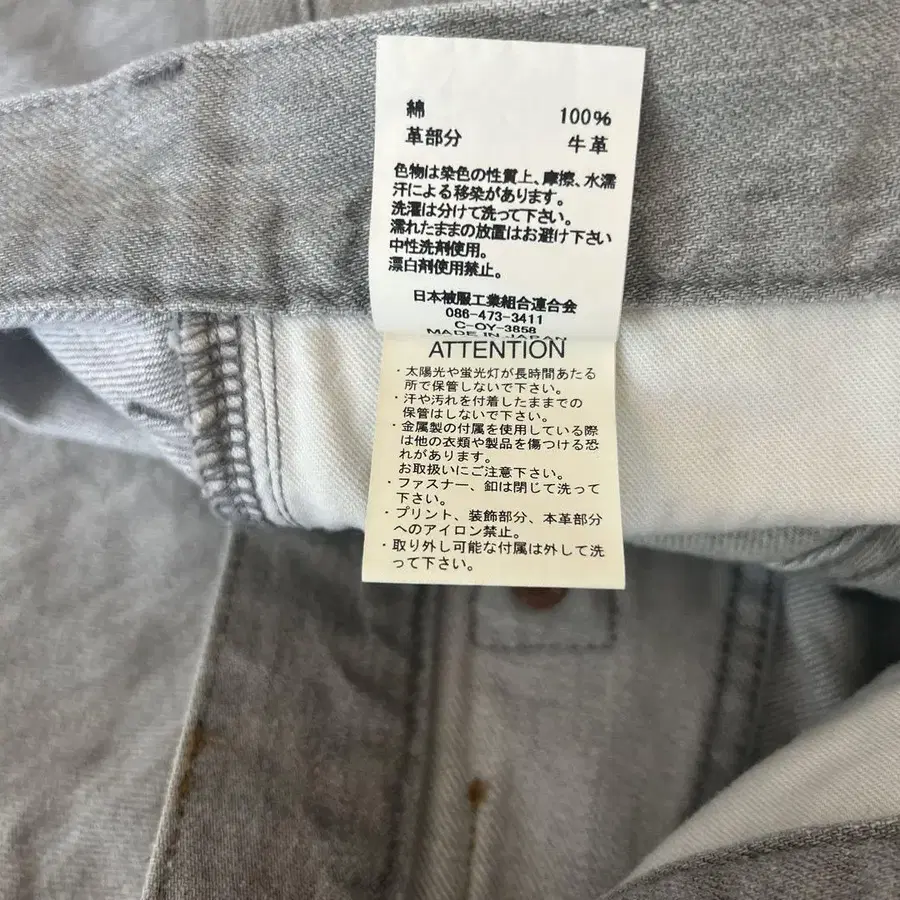 綿 100%
革部分 牛革
色物は染色の性質上、摩擦、水濡
汗による移染があります。
洗濯は分けて洗って下さい。
濡れたままの放置はお避け下さい
中性洗剤使用。
漂白剤使用禁止。
日本被服工業組合連合会
086-473-3411
C-OY-3858
MADE IN JAPAN
ATTENTION
・太陽光や蛍光灯が長時間あたる
所で保管しないで下さい。
・汗や汚れを付着したままでの
保管はしないで下さい。
・金属製の付属を使用している際
は他の衣類や製品を傷つける恐
れがあります。
お取扱いにご注意下さい。
・ファスナー、釦は閉じて洗って
下さい。
・プリント、装飾部分、本革部分
へのアイロン禁止。
・取り外し可能な付属は外して洗
って下さい。